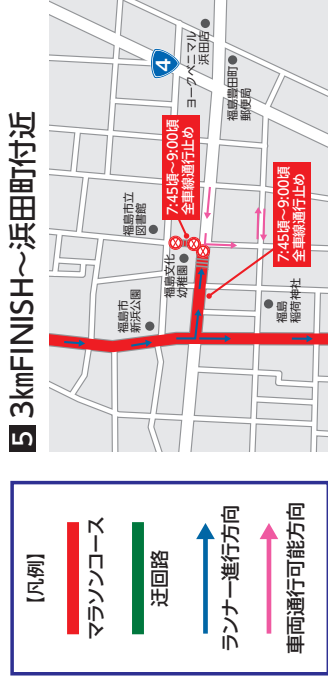 5 3kmFINISH～浜田町付近
【凡例】
マラソンコース
迂回路
ランナー進行方向
車両通行可能方向
福島市
新浜公園
福島市立
図書館
福島文化
幼稚園
7:45頃～9:00頃
全車線通行止め
4
ヨークベニマル
浜田店
福島豊田町
郵便局
7:45頃～9:00頃
全車線通行止め
福島
稲荷神社